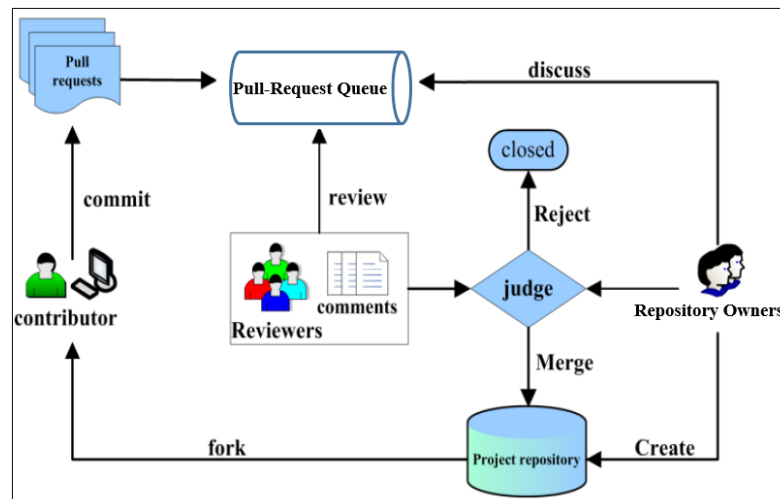 Pull
requests
Pull-Request Queue
discuss
closed
commit
review
Reject
contributor
comments
Reviewers
judge
Repository Owners
Merge
fork
Project repository
Create